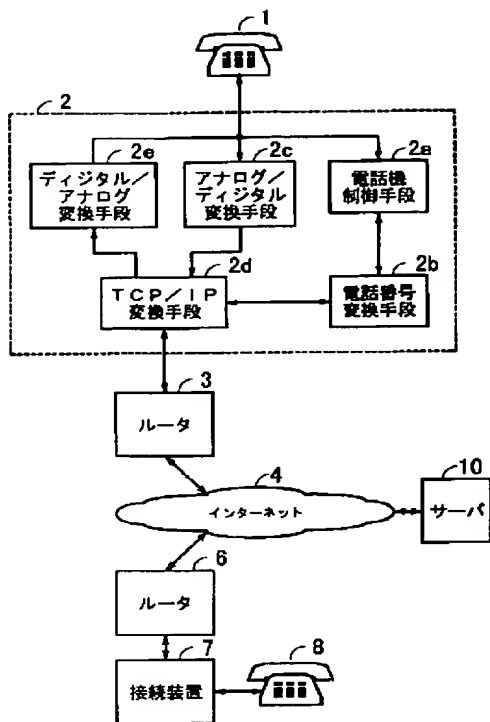 1
2
2e
2c
2a
ディジタル／
アナログ
変換手段
アナログ／
ディジタル
変換手段
電話機
制御手段
2d
2b
TCP／IP
変換手段
電話番号
変換手段
3
ルータ
4
10
インターネット
サーバ
6
ルータ
7
8
接続装置